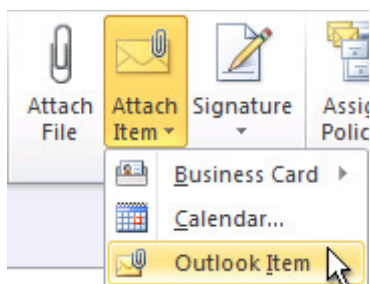 Attach File
Attach Item
Signature
Business Card
Calendar...
Outlook Item